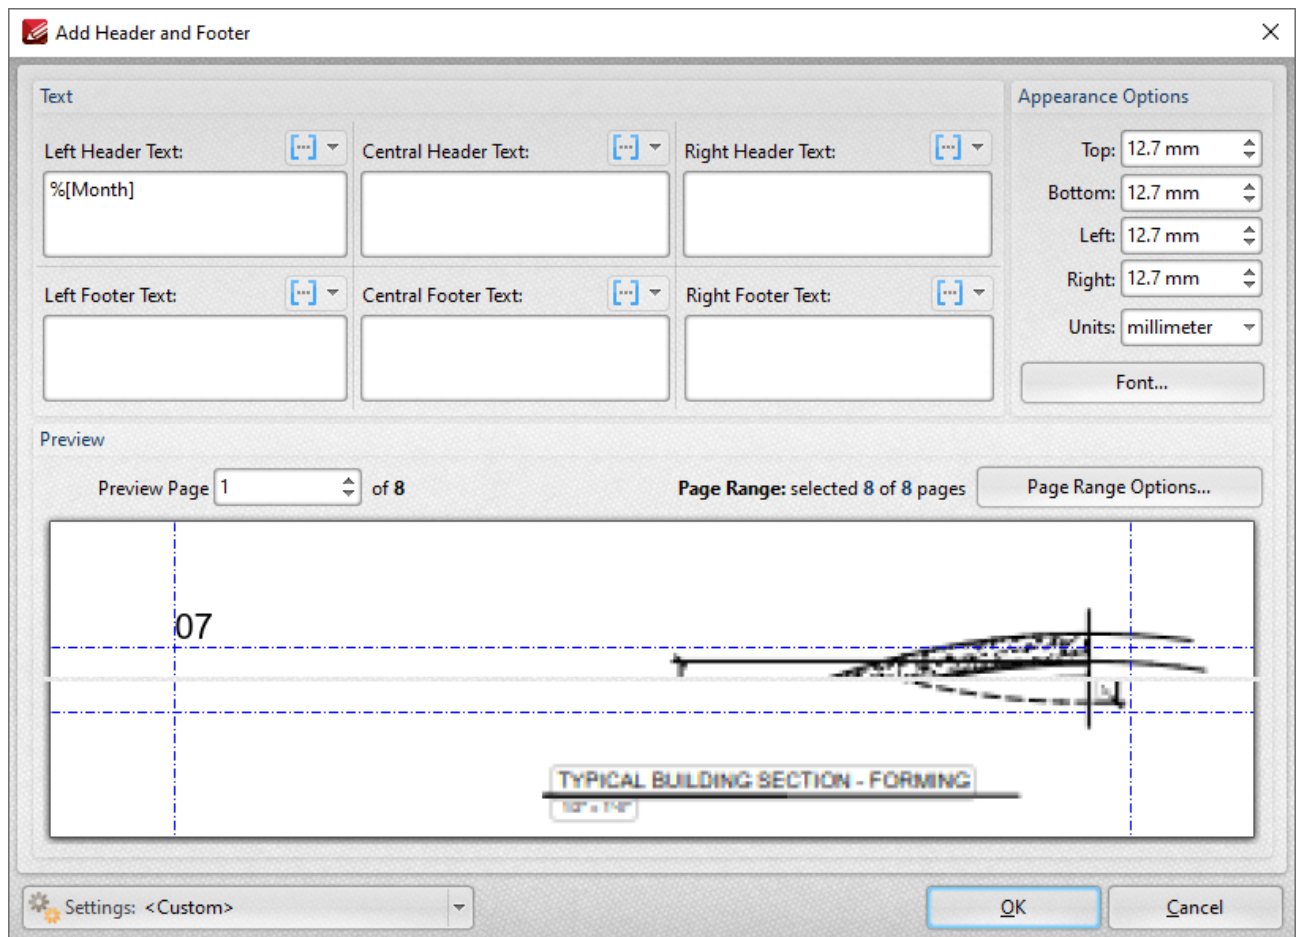 Add Header and Footer
Text
Appearance Options
Left Header Text:
Central Header Text:
Right Header Text:
%[Month]
Top: 12.7 mm
Bottom: 12.7 mm
Left: 12.7 mm
Right: 12.7 mm
Units: millimeter
Font...
Left Footer Text:
Central Footer Text:
Right Footer Text:
Preview
Preview Page 1 of 8
Page Range: selected 8 of 8 pages
Page Range Options...
07
TYPICAL BUILDING SECTION - FORMING
Settings: <Custom>
OK
Cancel